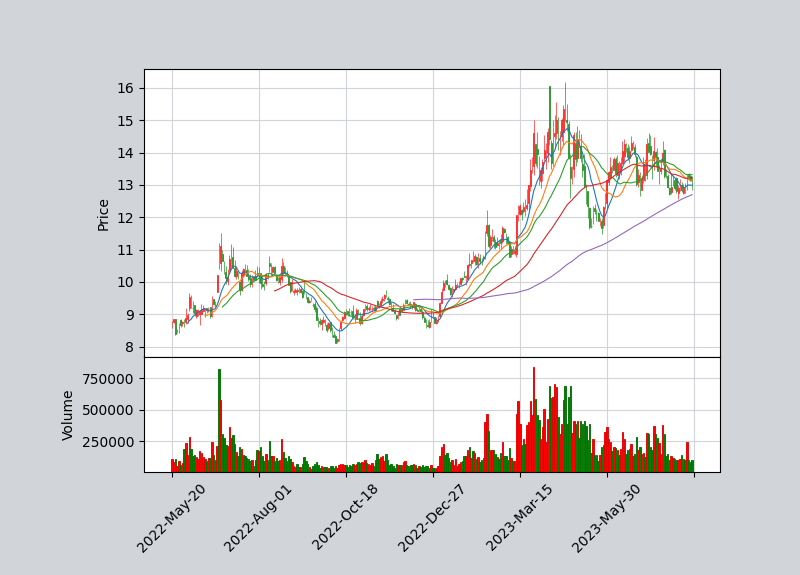 Price
16
15
14
13
12
11
10
9
8
Volume
750000
500000
250000
2022-May-20
2022-Aug-01
2022-Oct-18
2022-Dec-27
2023-Mar-15
2023-May-30